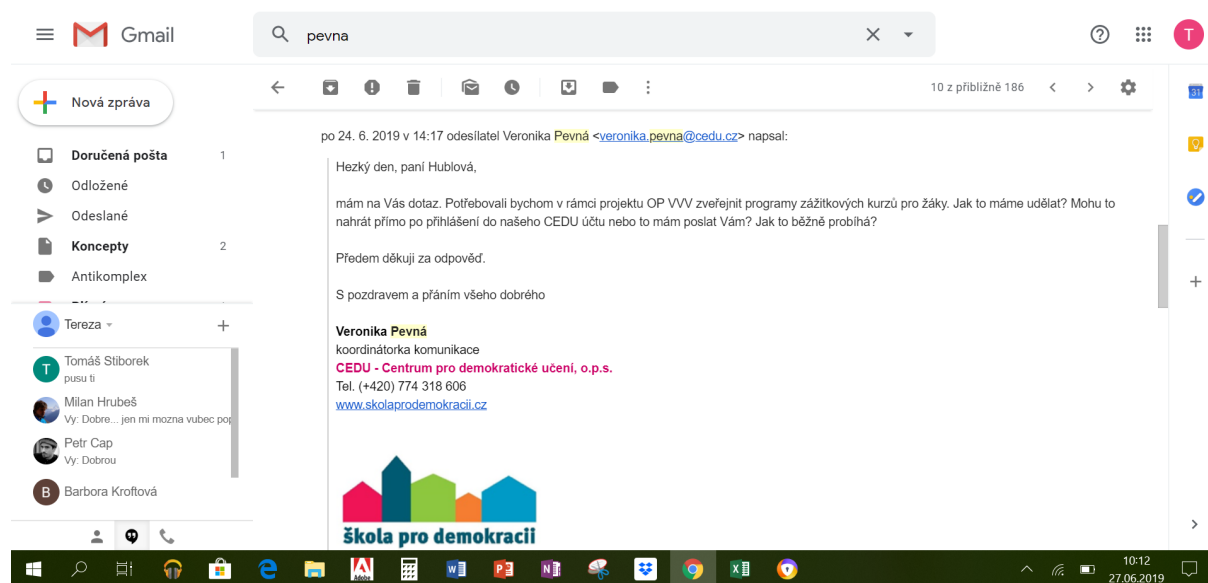 Gmail
pevna
T
Nová zpráva
10 z přibližně 186
31
Doručená pošta 1
Odložené
Odeslané
Koncepty 2
Antikomplex
po 24. 6. 2019 v 14:17 odesílatel Veronika Pevná <veronika.pevna@cedu.cz> napsal:
Hezký den, paní Hublová,
mám na Vás dotaz. Potřebovali bychom v rámci projektu OP VVV zveřejnit programy zážitkových kurzů pro žáky. Jak to máme udělat? Mohu to
nahrát přímo po přihlášení do našeho CEDU účtu nebo to mám poslat Vám? Jak to běžně probíhá?
Předem děkuji za odpověď.
S pozdravem a přáním všeho dobrého
Veronika Pevná
koordinátorka komunikace
CEDU - Centrum pro demokratické učení, o.p.s.
Tel. (+420) 774 318 606
www.skolaprodemokracii.cz
škola pro demokracii
Tereza
T
Tomáš Stiborek
pusu ti
Milan Hrubeš
Vy: Dobre... jen mi mozna vubec
Petr Cap
Vy: Dobrou
B
Barbora Kroftová
Adobe
10:12
27.06.2019